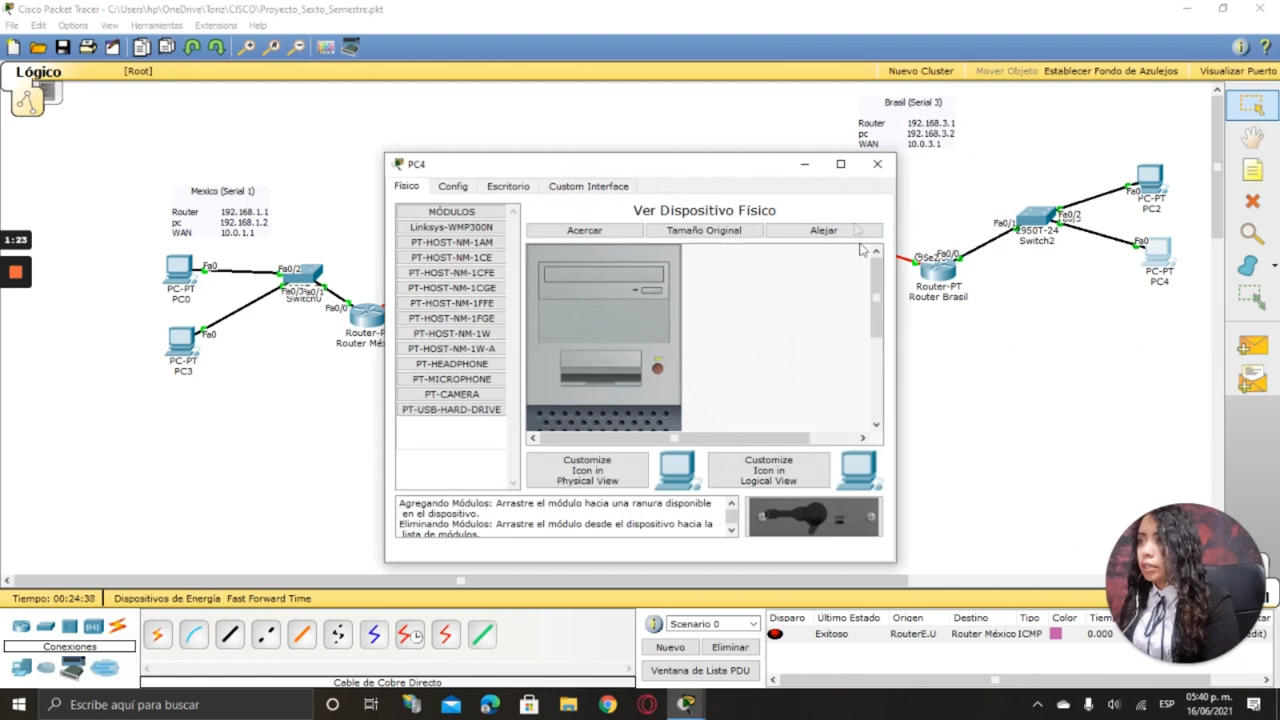 Cisco Packet Tracer - C:\Users\hp\OneDrive\Toriz\CISCO\Proyecto_Sexto_Semestre.pkt
File Edit Options View Herramientas Extensions Help
Lógico [Root] Nuevo Cluster Mover Objeto Establecer Fondo de Azulejos Visualizar Puerto
Brasil (Serial 3)
Router 192.168.3.1
pc 192.168.3.2
WAN 10.0.3.1
Mexico (Serial 1)
Router 192.168.1.1
pc 192.168.1.2
WAN 10.0.1.1
1:23
Fa0
PC-PT
PC0
Fa0/2
Fa0/3
Fa0/1
Switch0
Fa0/0
Fa0
PC-PT
PC3
Router-P
Router Méx
PC4
Físico Config Escritorio Custom Interface
MÓDULOS
Linksys-WMP300N
PT-HOST-NM-1AM
PT-HOST-NM-1CE
PT-HOST-NM-1CFE
PT-HOST-NM-1CGE
PT-HOST-NM-1FFE
PT-HOST-NM-1FGE
PT-HOST-NM-1W
PT-HOST-NM-1W-A
PT-HEADPHONE
PT-MICROPHONE
PT-CAMERA
PT-USB-HARD-DRIVE
Ver Dispositivo Físico
Acercar Tamaño Original Alejar
Customize
Icon in
Physical View
Customize
Icon in
Logical View
Agregando Módulos: Arrastre el módulo hacia una ranura disponible
en el dispositivo.
Eliminando Módulos: Arrastre el módulo desde el dispositivo hacia la
lista de módulos.
Fa0
PC-PT
PC2
Fa0/1
Fa0/2
2950T-24
Switch2
Fa0
PC-PT
PC4
Fa0/0
Router-PT
Router Brasil
Tiempo: 00:24:38 Dispositivos de Energía Fast Forward Time
Conexiones
Cable de Cobre Directo
Scenario 0
Nuevo Eliminar
Ventana de Lista PDU
Disparo Último Estado Origen Destino Tipo Color
Exitoso RouterE.U Router México ICMP 0.000
Escribe aquí para buscar
ESP
05:40 p. m.
16/06/2021